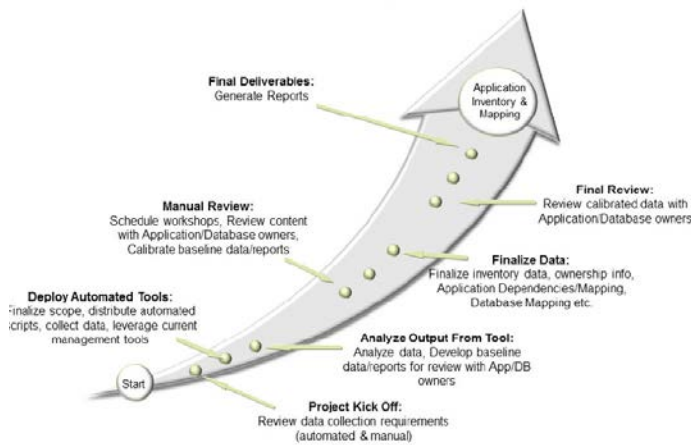 Final Deliverables:
Generate Reports
Application
Inventory &
Mapping
Final Review:
Review calibrated data with
Application/Database owners
Manual Review:
Schedule workshops, Review content
with Application/Database owners,
Calibrate baseline data/reports
Finalize Data:
Finalize inventory data, ownership info,
Application Dependencies/Mapping,
Database Mapping etc.
Deploy Automated Tools:
Finalize scope, distribute automated
scripts, collect data, leverage current
management tools
Analyze Output From Tool:
Analyze data, Develop baseline
data/reports for review with App/DB
owners
Start
Project Kick Off:
Review data collection requirements
(automated & manual)